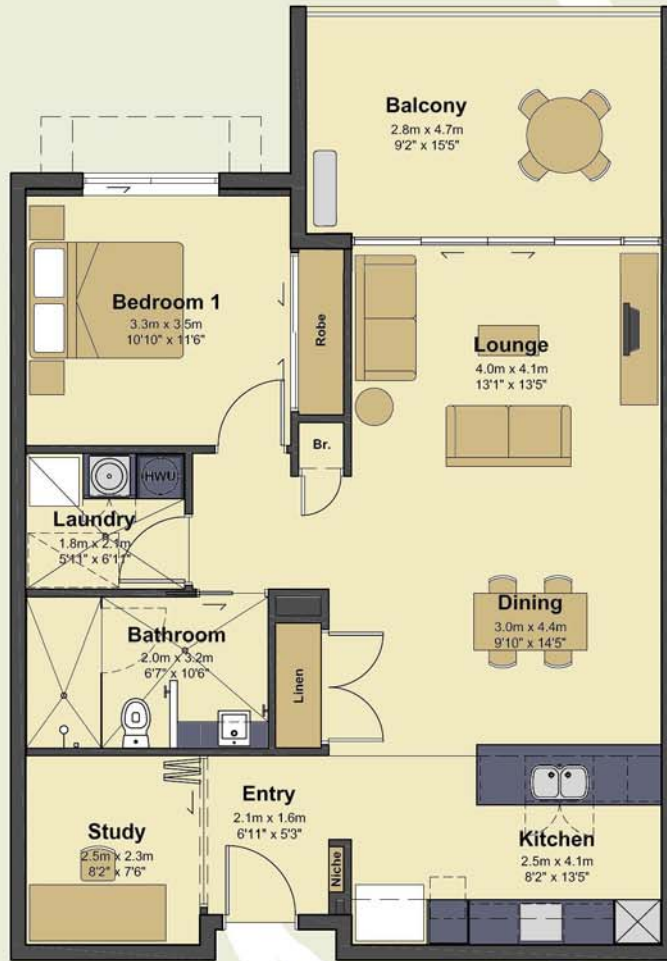 Balcony
2.8m x 4.7m
9'2" x 15'5"
Bedroom 1
3.3m x 3.5m
10'10" x 11'6"
Robe
Lounge
4.0m x 4.1m
13'1" x 13'5"
Br.
HWU
Laundry
1.8m x 2.1m
5'11" x 6'11"
Dining
3.0m x 4.4m
9'10" x 14'5"
Bathroom
2.0m x 3.2m
6'7" x 10'6"
Linen
Entry
2.1m x 1.6m
6'11" x 5'3"
Study
2.5m x 2.3m
8'2" x 7'6"
Kitchen
2.5m x 4.1m
8'2" x 13'5"
Niche